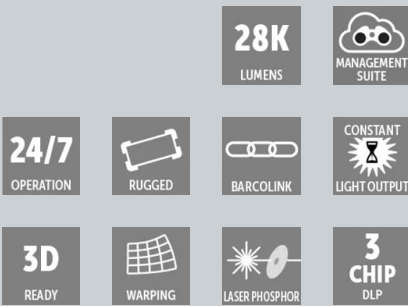 28K
LUMENS
MANAGEMENT
SUITE
24/7
OPERATION
RUGGED
BARCOLINK
CONSTANT
LIGHT OUTPUT
3D
READY
WARPING
LASER PHOSPHOR
3
CHIP
DLP